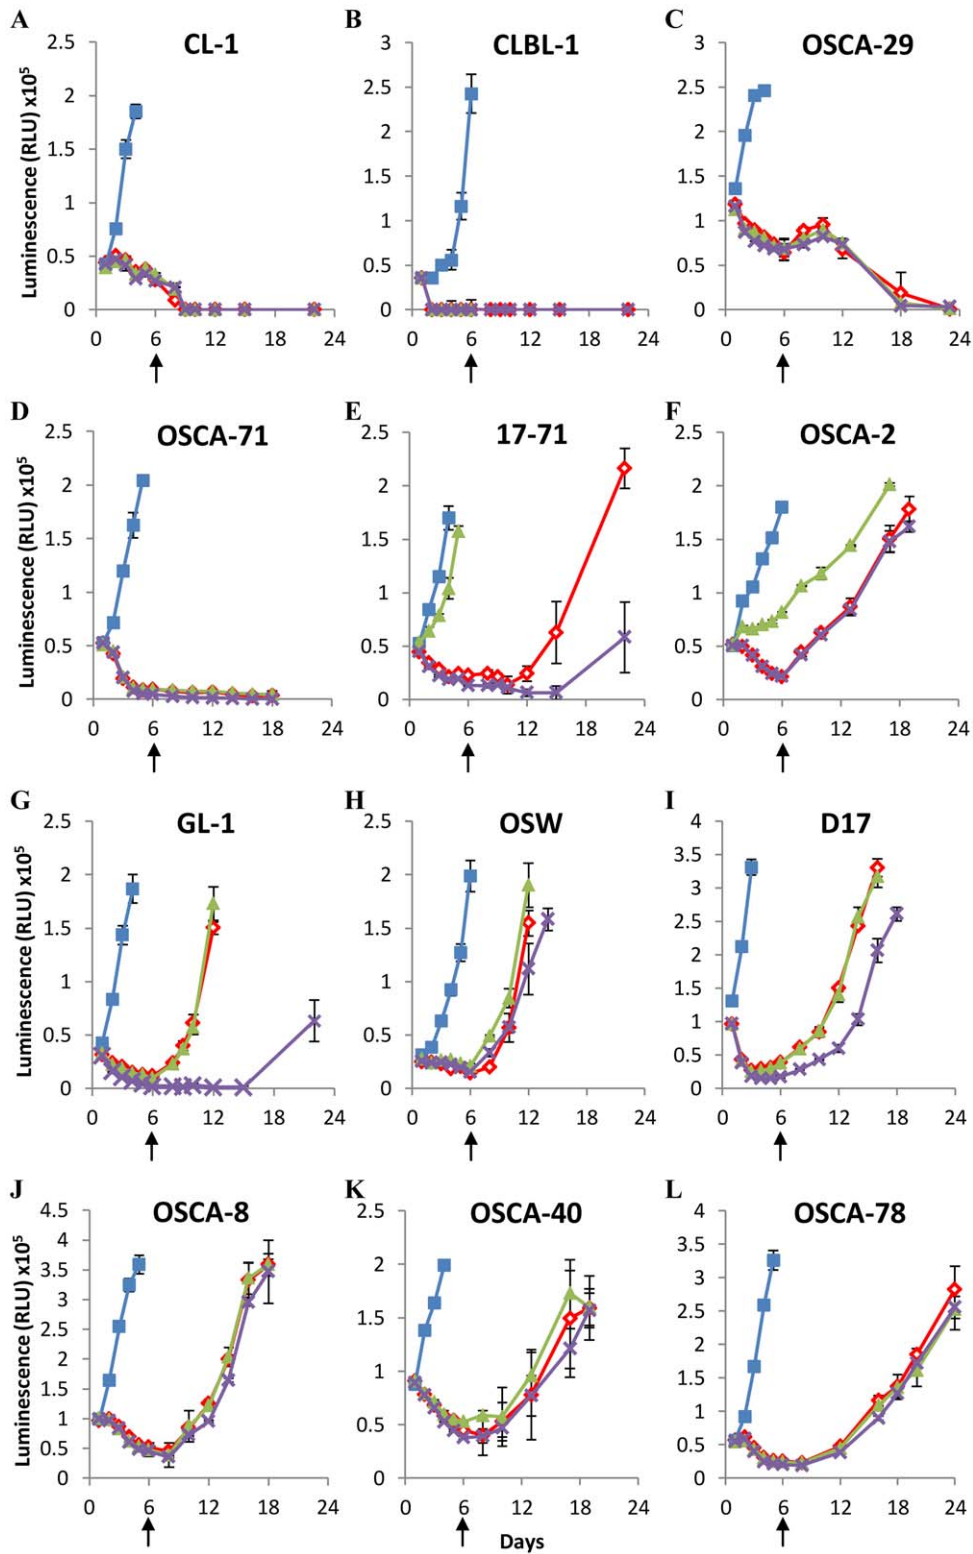 A B C
CL-1 CLBL-1 OSCA-29
Luminescence (RLU) x10⁵
2.5 3 3
2 2.5 2.5
1.5 2 2
1 1.5 1.5
0.5 1 1
0 0.5 0.5
0 0
0 6 12 18 24 0 6 12 18 24 0 6 12 18 24
D E F
OSCA-71 17-71 OSCA-2
Luminescence (RLU) x10⁵
2.5 2.5 2.5
2 2 2
1.5 1.5 1.5
1 1 1
0.5 0.5 0.5
0 0 0
0 6 12 18 24 0 6 12 18 24 0 6 12 18 24
G H I
GL-1 OSW D17
Luminescence (RLU) x10⁵
2.5 2.5 4
2 2 3.5
1.5 1.5 3
1 1 2.5
0.5 0.5 2
0 0 1.5
1
0.5
0
0 6 12 18 24 0 6 12 18 24 0 6 12 18 24
J K L
OSCA-8 OSCA-40 OSCA-78
Luminescence (RLU) x10⁵
4.5 2.5 4
4 2 3.5
3.5 1.5 3
3 1 2.5
2.5 0.5 2
2 0 1.5
1.5 1
1 0.5
0.5 0
0
0 6 12 18 24 0 6 12 18 24 0 6 12 18 24
Days